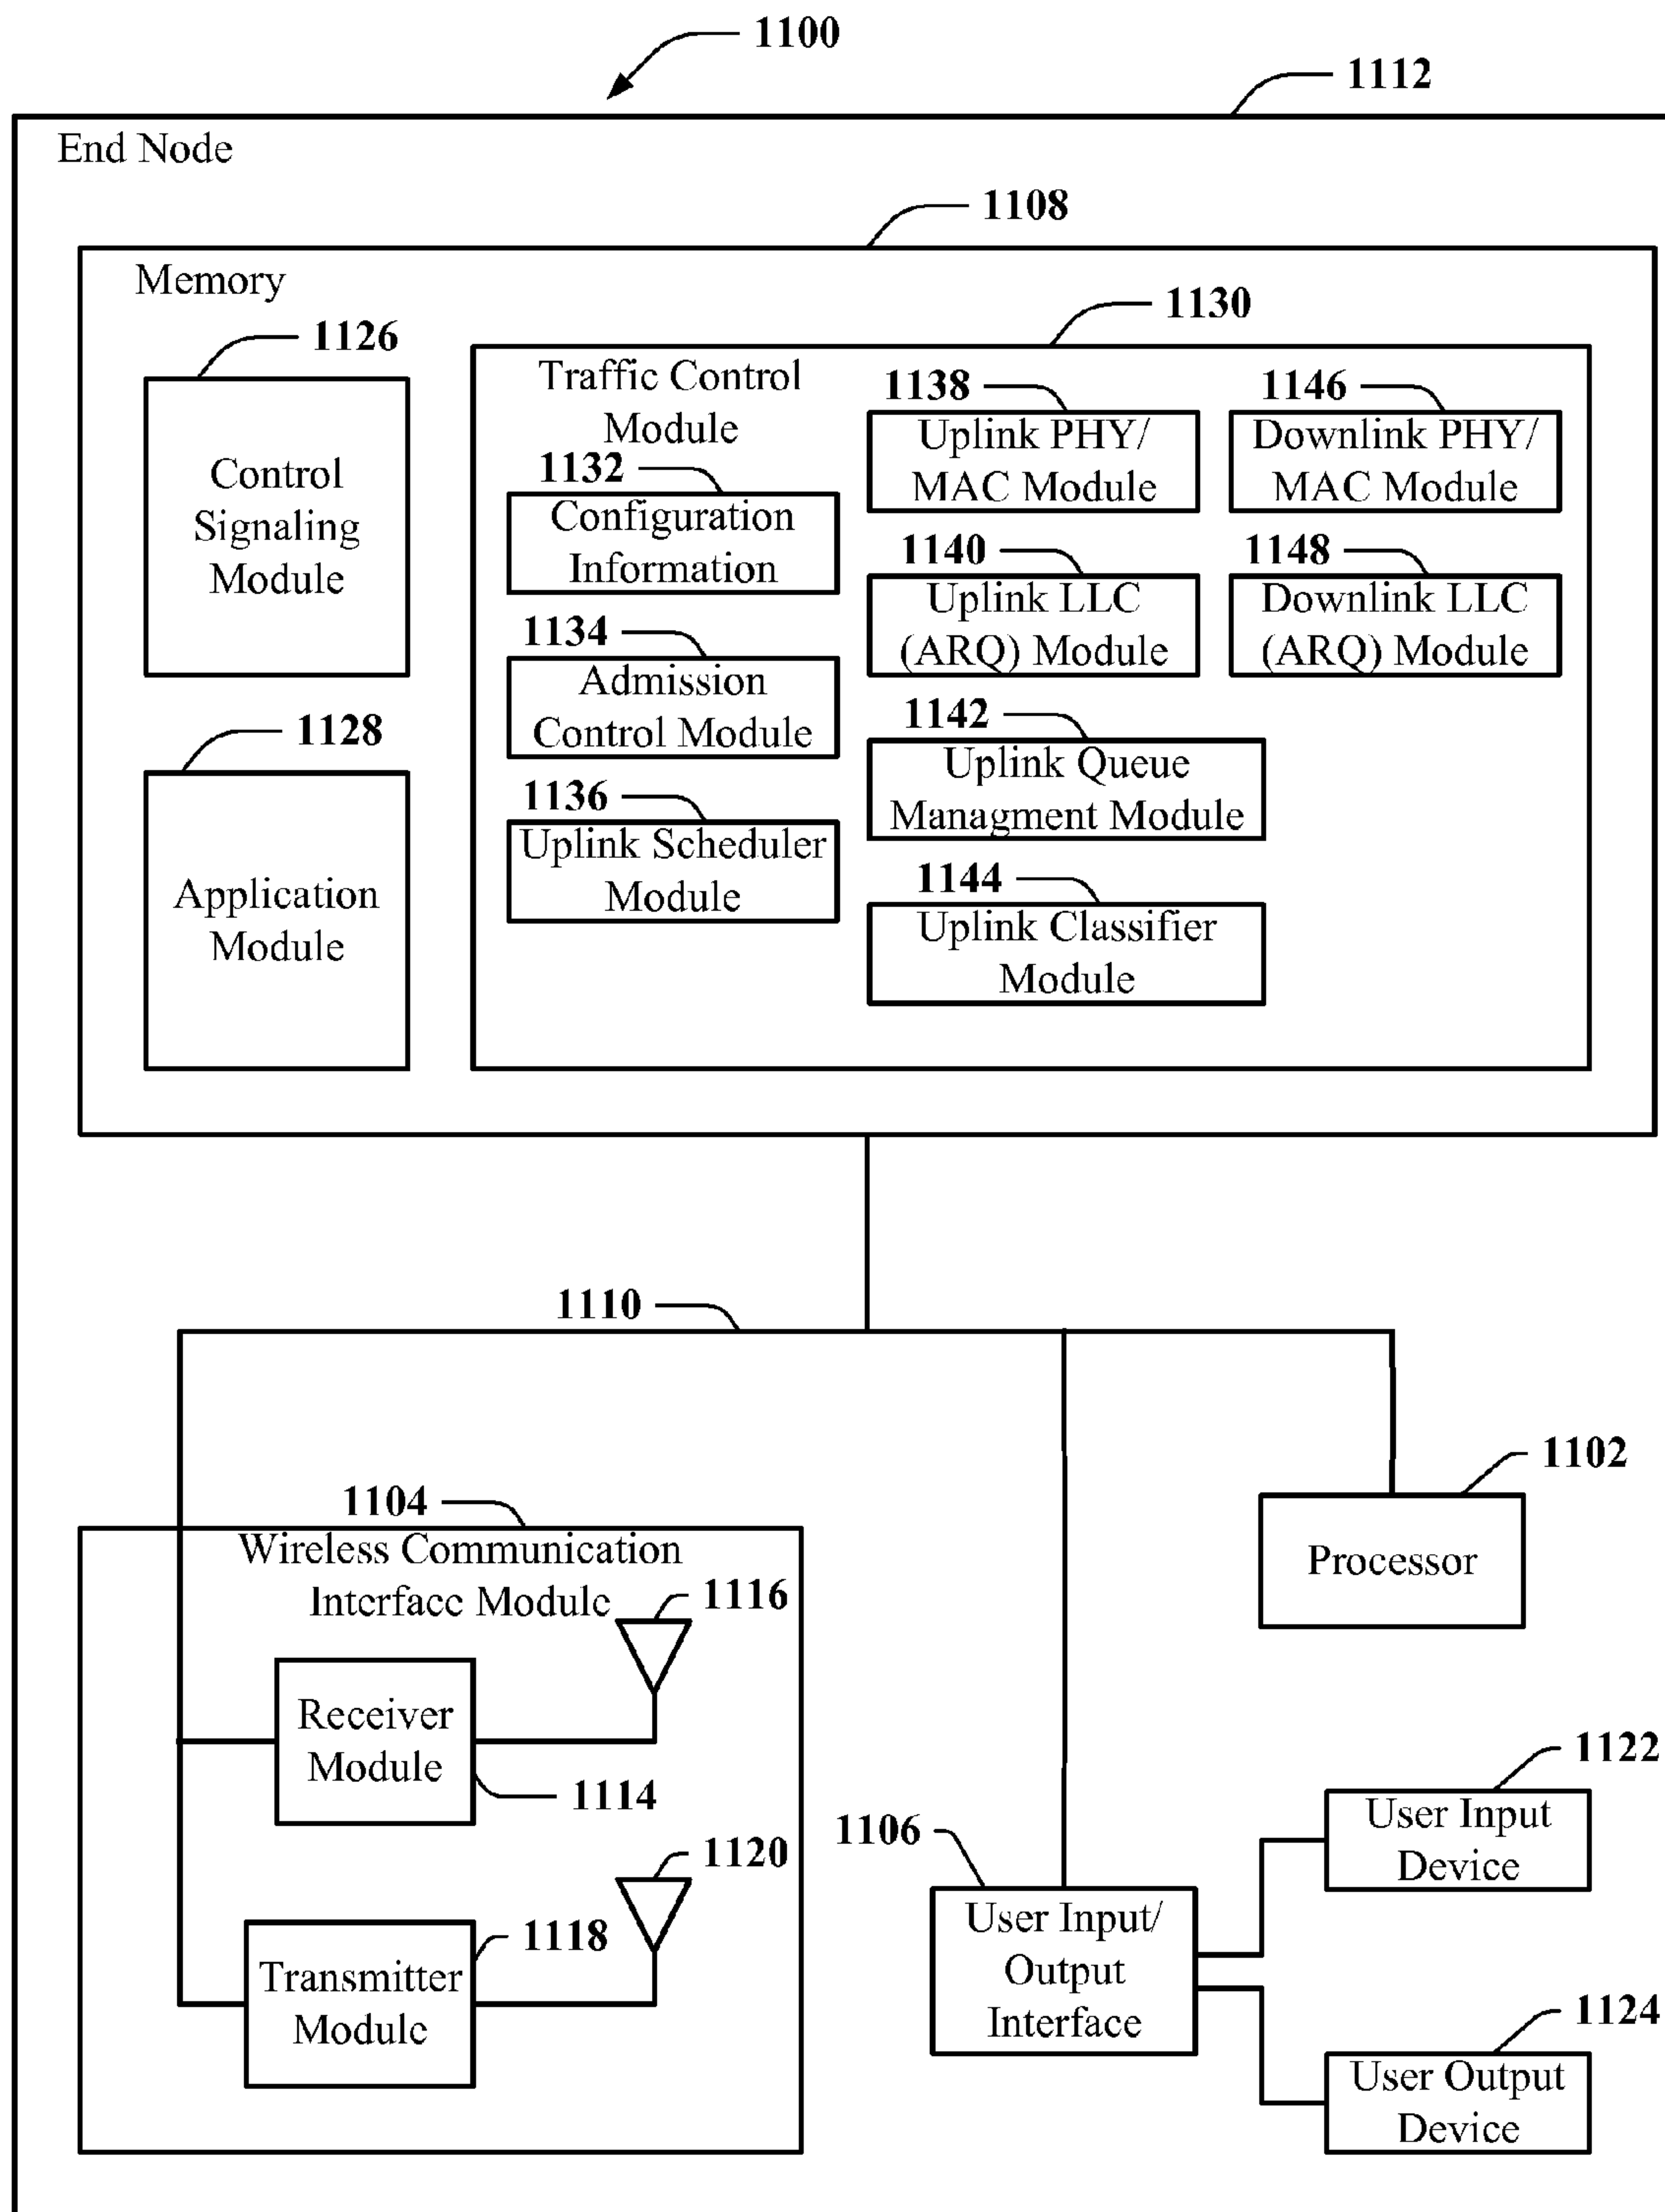 1100
1112
End Node
1108
Memory
1130
1126
Control
Signaling
Module
1128
Application
Module
Traffic Control
Module
1132
Configuration
Information
1134
Admission
Control Module
1136
Uplink Scheduler
Module
1138
Uplink PHY/
MAC Module
1146
Downlink PHY/
MAC Module
1140
Uplink LLC
(ARQ) Module
1148
Downlink LLC
(ARQ) Module
1142
Uplink Queue
Managment Module
1144
Uplink Classifier
Module
1110
1102
Processor
1104
Wireless Communication
Interface Module
1116
Receiver
Module
1114
1120
1118
Transmitter
Module
1106
User Input/
Output
Interface
1122
User Input
Device
1124
User Output
Device